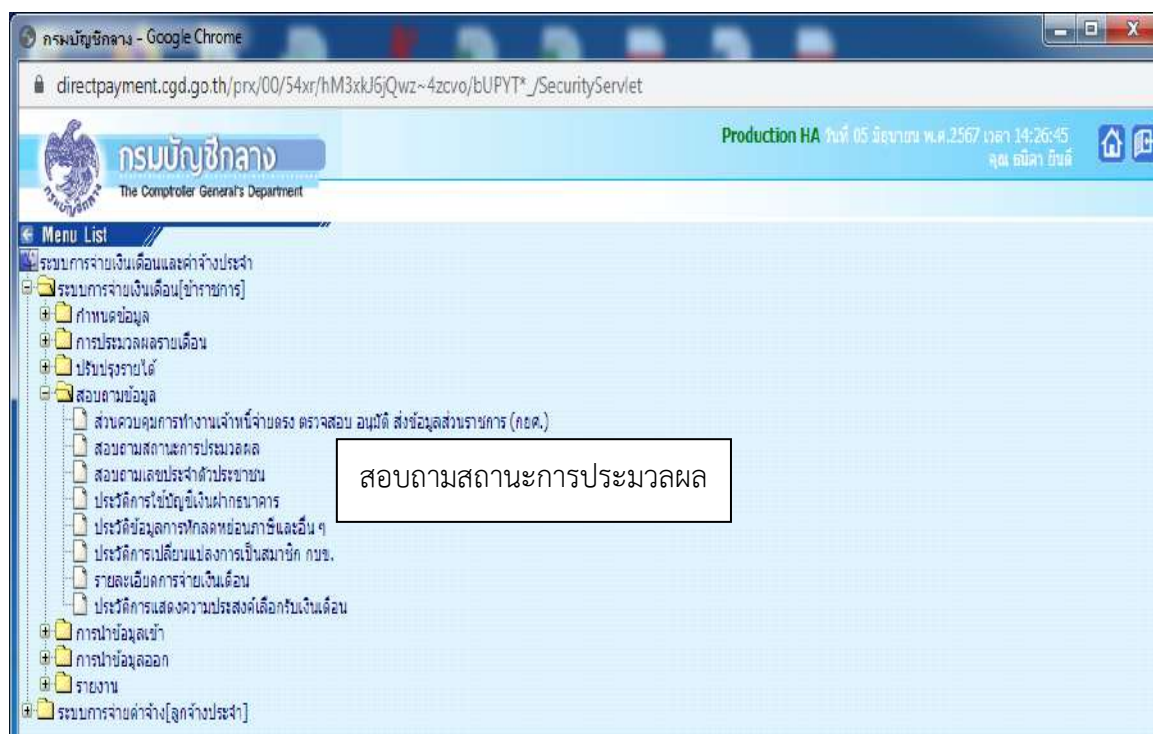 กรมบัญชีกลาง - Google Chrome
directpayment.cgd.go.th/prx/00/54xr/hM3xkJ6jQwz~4zcvo/bUPYT*_/SecurityServlet
กรมบัญชีกลาง
The Comptroller General's Department
Production HA วันที่ 05 มิถุนายน พ.ศ.2567 เวลา 14:26:45
คุณ ธนิดา ยินดี
Menu List
ระบบการจ่ายเงินเดือนและค่าจ้างประจำ
ระบบการจ่ายเงินเดือน[ข้าราชการ]
กำหนดข้อมูล
การประมวลผลรายเดือน
ปรับปรุงรายได้
สอบถามข้อมูล
ส่วนควบคุมการทำงานเจ้าหนี้จ่ายตรง ตรวจสอบ อนุมัติ ส่งข้อมูลส่วนราชการ (กยศ.)
สอบถามสถานะการประมวลผล
สอบถามสถานะการประมวลผล
สอบถามเลขประจำตัวประชาชน
ประวัติการใช้บัญชีเงินฝากธนาคาร
ประวัติข้อมูลการหักลดหย่อนภาษีและอื่น ๆ
ประวัติการเปลี่ยนแปลงการเป็นสมาชิก กบข.
รายละเอียดการจ่ายเงินเดือน
ประวัติการแสดงความประสงค์เลือกรับเงินเดือน
การนำข้อมูลเข้า
การนำข้อมูลออก
รายงาน
ระบบการจ่ายค่าจ้าง[ลูกจ้างประจำ]